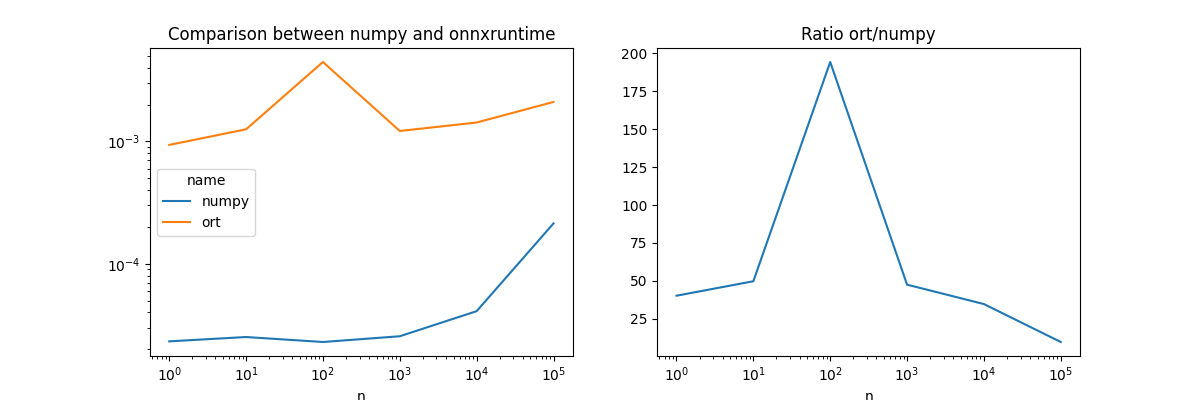 Comparison between numpy and onnxruntime
10⁻³
10⁻⁴
name
numpy
ort
10⁰ 10¹ 10² 10³ 10⁴ 10⁵
n
Ratio ort/numpy
200
175
150
125
100
75
50
25
10⁰ 10¹ 10² 10³ 10⁴ 10⁵
n